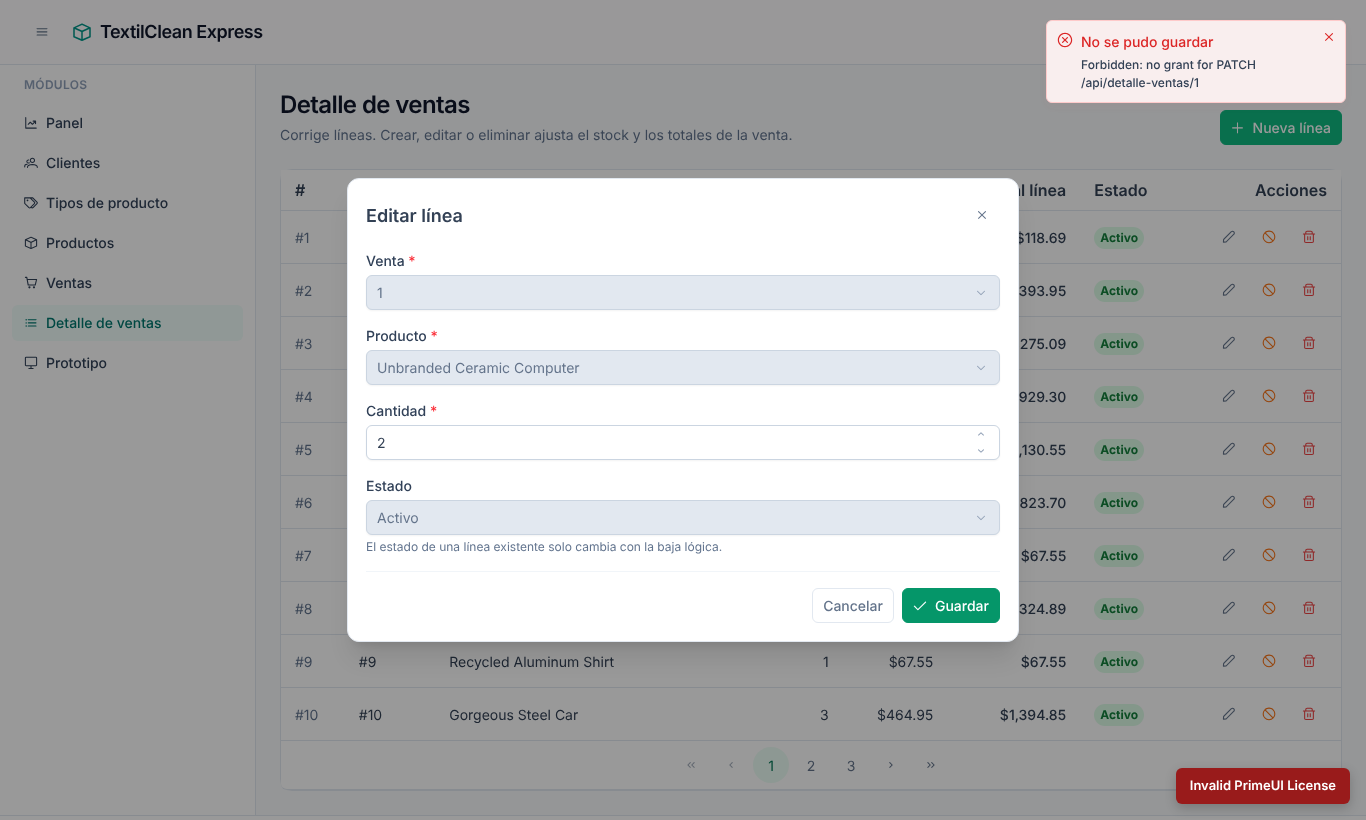 TextilClean Express
No se pudo guardar
Forbidden: no grant for PATCH
/api/detalle-ventas/1
MÓDULOS
Panel
Clientes
Tipos de producto
Productos
Ventas
Detalle de ventas
Prototipo
Detalle de ventas
Corrige líneas. Crear, editar o eliminar ajusta el stock y los totales de la venta.
Nueva línea
# línea Estado Acciones
#1 $118.69 Activo
#2 393.95 Activo
#3 275.09 Activo
#4 929.30 Activo
#5 ,130.55 Activo
#6 823.70 Activo
#7 $67.55 Activo
#8 324.89 Activo
#9 #9 Recycled Aluminum Shirt 1 $67.55 $67.55 Activo
#10 #10 Gorgeous Steel Car 3 $464.95 $1,394.85 Activo
Editar línea
Venta *
1
Producto *
Unbranded Ceramic Computer
Cantidad *
2
Estado
Activo
El estado de una línea existente solo cambia con la baja lógica.
Cancelar Guardar
« ‹ 1 2 3 › »
Invalid PrimeUI License